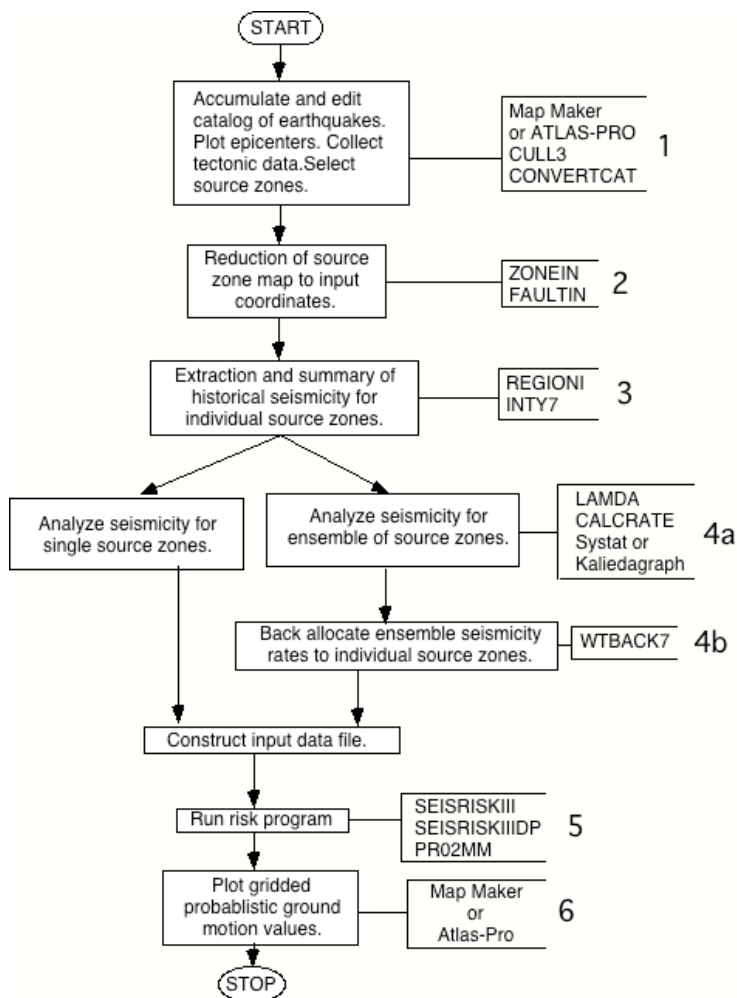 START
Accumulate and edit
catalog of earthquakes.
Plot epicenters. Collect
tectonic data.Select
source zones.
Map Maker
or ATLAS-PRO
CULL3
CONVERTCAT
1
Reduction of source
zone map to input
coordinates.
ZONEIN
FAULTIN
2
Extraction and summary of
historical seismicity for
individual source zones.
REGIONI
INTY7
3
Analyze seismicity for
single source zones.
Analyze seismicity for
ensemble of source zones.
LAMDA
CALCRATE
Systat or
Kaliedagraph
4a
Back allocate ensemble seismicity
rates to individual source zones.
WTBACK7
4b
Construct input data file.
Run risk program
SEISRISKIII
SEISRISKIIIDP
PR02MM
5
Plot gridded
probablistic ground
motion values.
Map Maker
or
Atlas-Pro
6
STOP